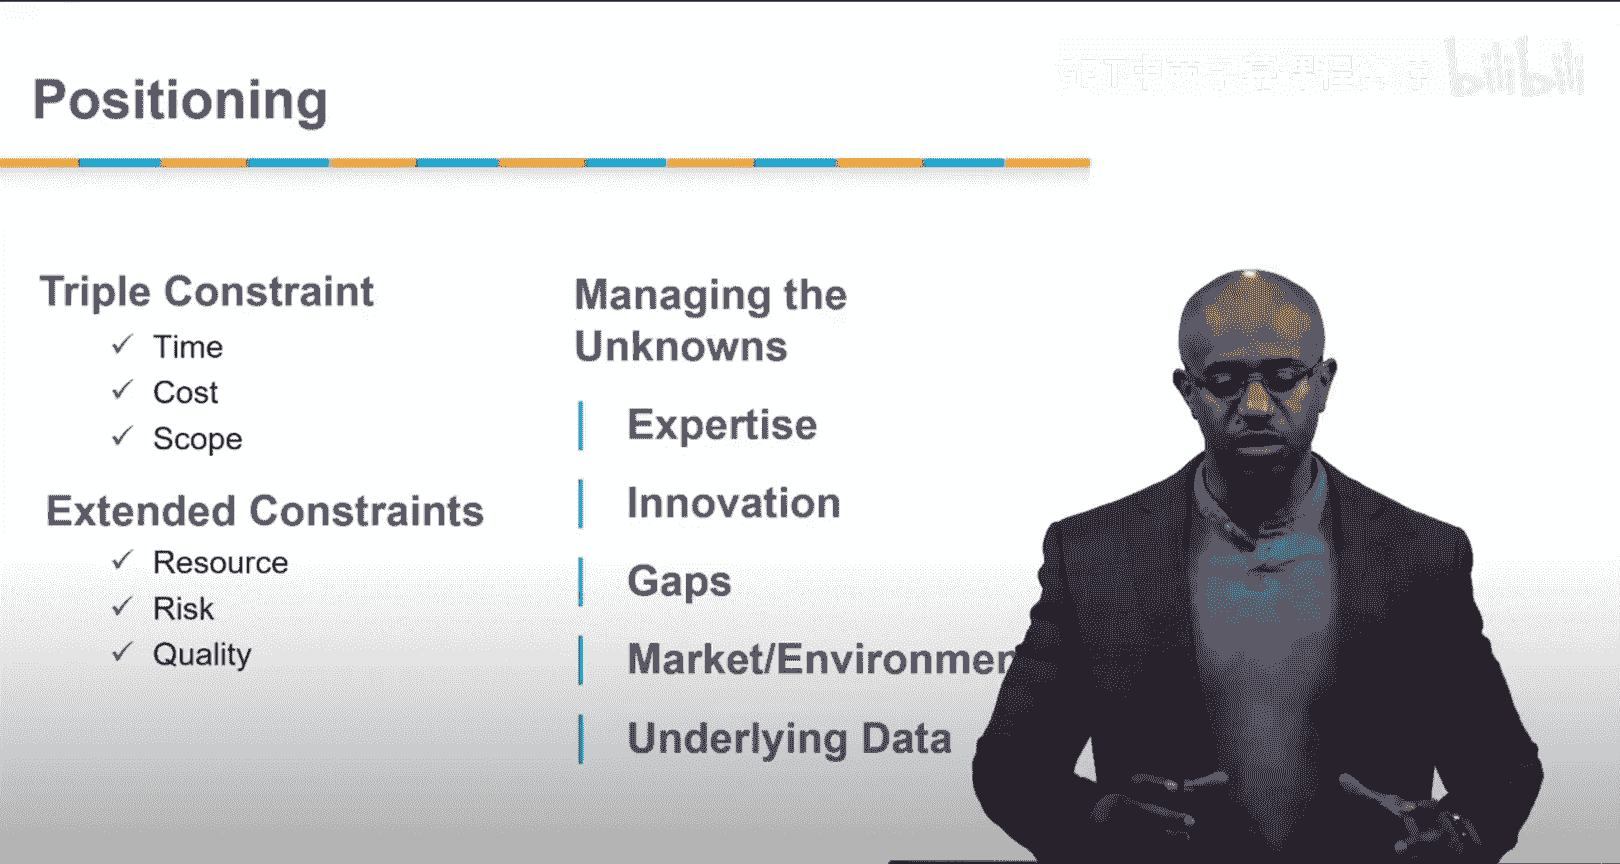 bilibili
Positioning
Triple Constraint
✓ Time
✓ Cost
✓ Scope
Extended Constraints
✓ Resource
✓ Risk
✓ Quality
Managing the
Unknowns
Expertise
Innovation
Gaps
Market/Environmen
Underlying Data